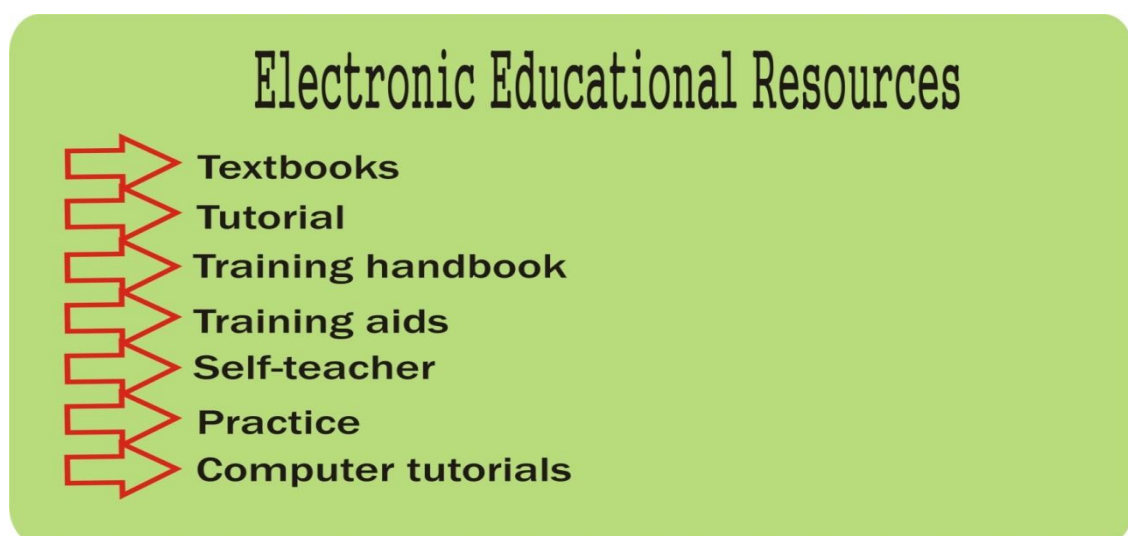 Electronic Educational Resources
Textbooks
Tutorial
Training handbook
Training aids
Self-teacher
Practice
Computer tutorials